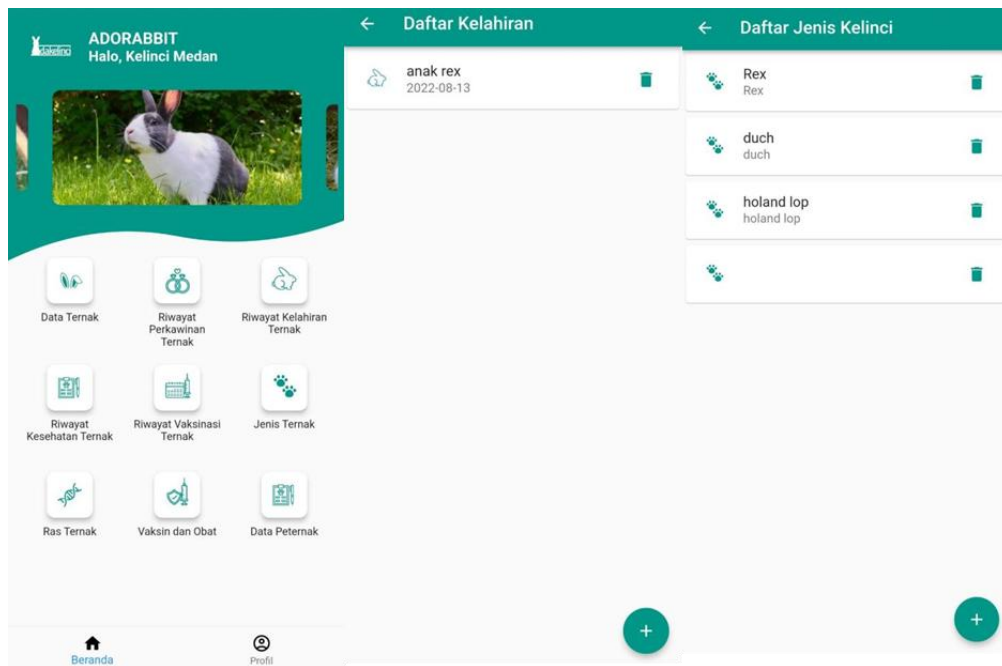 dakelinci
ADORABBIT
Halo, Kelinci Medan
Data Ternak
Riwayat
Perkawinan
Ternak
Riwayat Kelahiran
Ternak
Riwayat
Kesehatan Ternak
Riwayat Vaksinasi
Ternak
Jenis Ternak
Ras Ternak
Vaksin dan Obat
Data Peternak
Beranda
Profil
Daftar Kelahiran
anak rex
2022-08-13
Daftar Jenis Kelinci
Rex
Rex
duch
duch
holand lop
holand lop